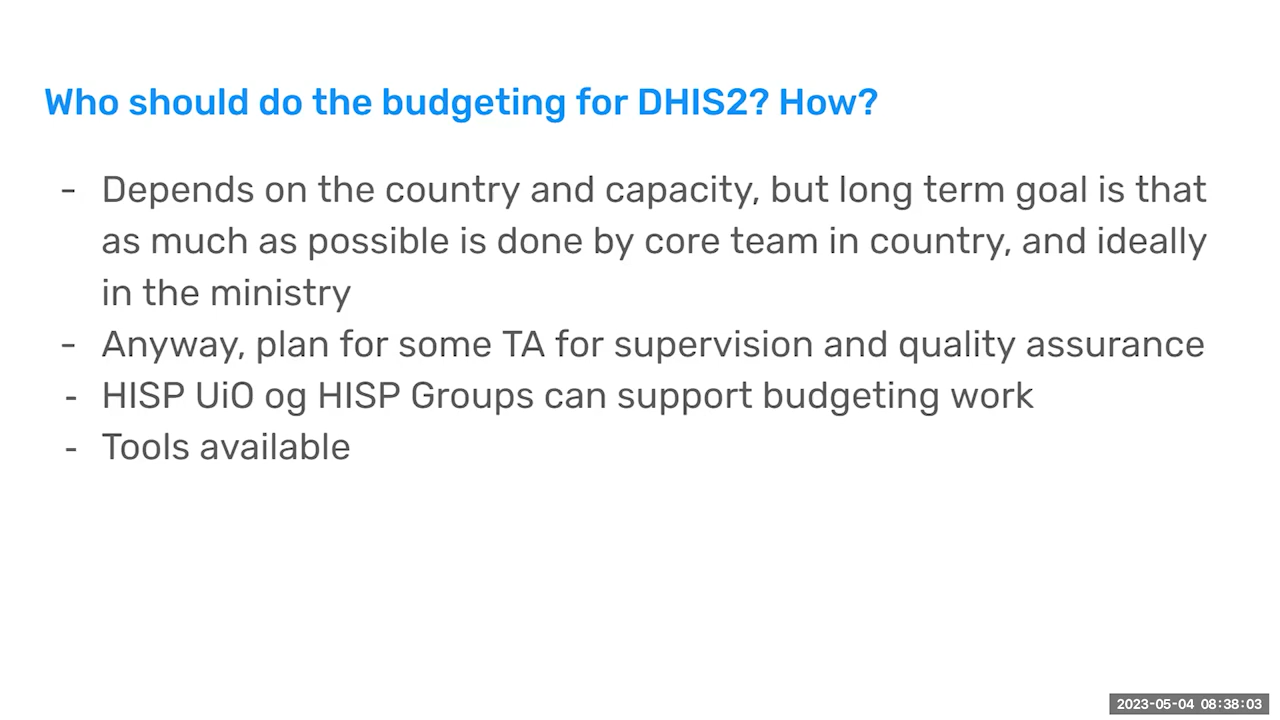 Who should do the budgeting for DHIS2? How?
- Depends on the country and capacity, but long term goal is that
as much as possible is done by core team in country, and ideally
in the ministry
- Anyway, plan for some TA for supervision and quality assurance
- HISP UiO og HISP Groups can support budgeting work
- Tools available
2023-05-04 08:38:03